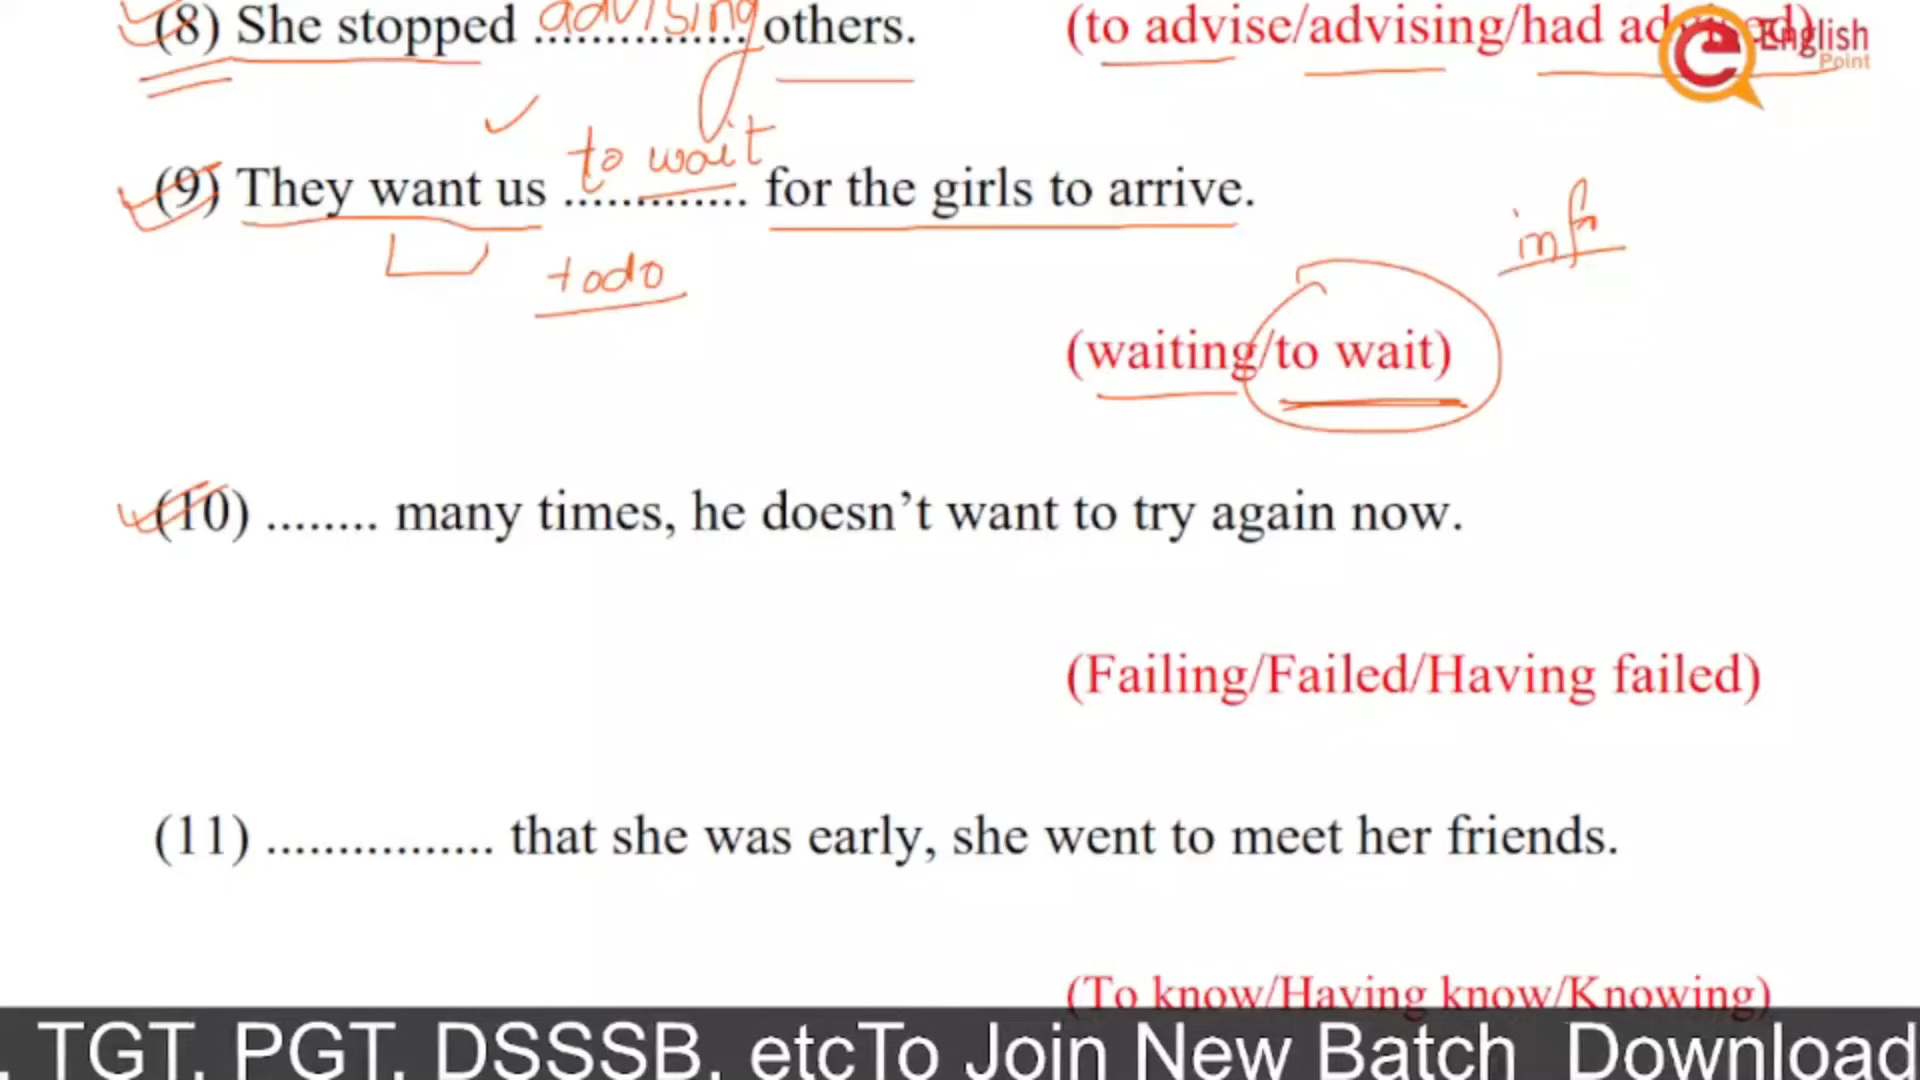 advising
(8) She stopped ............... others. (to advise/advising/had advised)
English
Point
to wait
(9) They want us ............. for the girls to arrive.
inf
todo
(waiting/to wait)
(10) ........ many times, he doesn’t want to try again now.
(Failing/Failed/Having failed)
(11) ................ that she was early, she went to meet her friends.
(To know/Having know/Knowing)
. TGT, PGT, DSSSB, etcTo Join New Batch Download